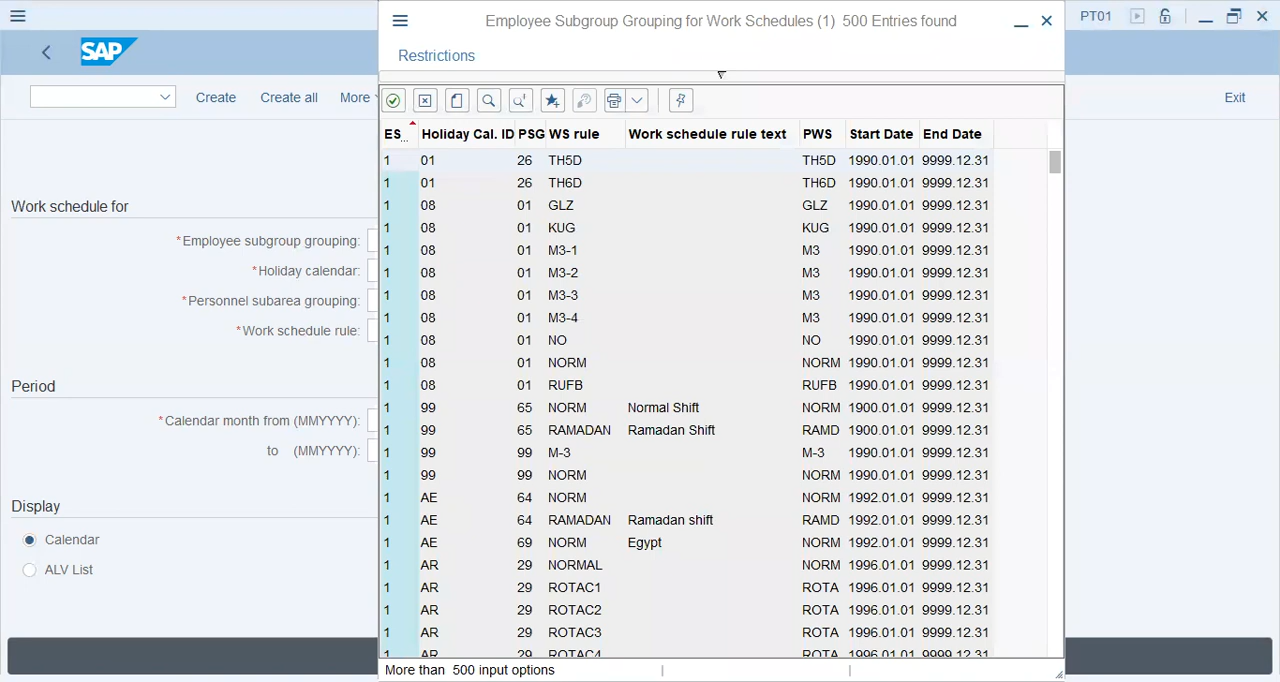 Employee Subgroup Grouping for Work Schedules (1)  500 Entries found
PT01
SAP
Restrictions
Create Create all More Exit
ES... Holiday Cal. ID PSG WS rule Work schedule rule text PWS Start Date End Date
1 01 26 TH5D TH5D 1990.01.01 9999.12.31
1 01 26 TH6D TH6D 1990.01.01 9999.12.31
1 08 01 GLZ GLZ 1990.01.01 9999.12.31
1 08 01 KUG KUG 1990.01.01 9999.12.31
1 08 01 M3-1 M3 1990.01.01 9999.12.31
1 08 01 M3-2 M3 1990.01.01 9999.12.31
1 08 01 M3-3 M3 1990.01.01 9999.12.31
1 08 01 M3-4 M3 1990.01.01 9999.12.31
1 08 01 NO NO 1990.01.01 9999.12.31
1 08 01 NORM NORM 1990.01.01 9999.12.31
1 08 01 RUFB RUFB 1990.01.01 9999.12.31
1 99 65 NORM Normal Shift NORM 1900.01.01 9999.12.31
1 99 65 RAMADAN Ramadan Shift RAMD 1900.01.01 9999.12.31
1 99 99 M-3 M-3 1990.01.01 9999.12.31
1 99 99 NORM NORM 1990.01.01 9999.12.31
1 AE 64 NORM NORM 1992.01.01 9999.12.31
1 AE 64 RAMADAN Ramadan shift RAMD 1992.01.01 9999.12.31
1 AE 69 NORM Egypt NORM 1992.01.01 9999.12.31
1 AR 29 NORMAL NORM 1996.01.01 9999.12.31
1 AR 29 ROTAC1 ROTA 1996.01.01 9999.12.31
1 AR 29 ROTAC2 ROTA 1996.01.01 9999.12.31
1 AR 29 ROTAC3 ROTA 1996.01.01 9999.12.31
1 AR 29 ROTAC4 ROTA 1996.01.01 9999.12.31
More than 500 input options
Work schedule for
*Employee subgroup grouping:
*Holiday calendar:
*Personnel subarea grouping:
*Work schedule rule:
Period
*Calendar month from (MMYYYY):
to (MMYYYY):
Display
Calendar
ALV List